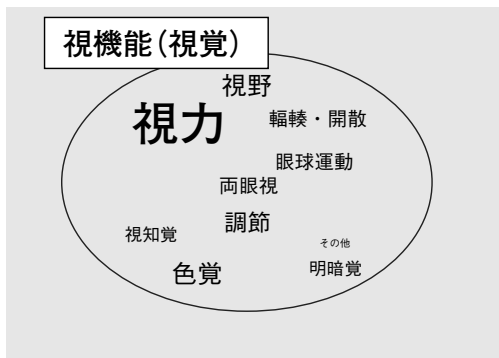 視機能(視覚)
視野
視力
輻輳・開散
眼球運動
両眼視
調節
視知覚
その他
色覚
明暗覚